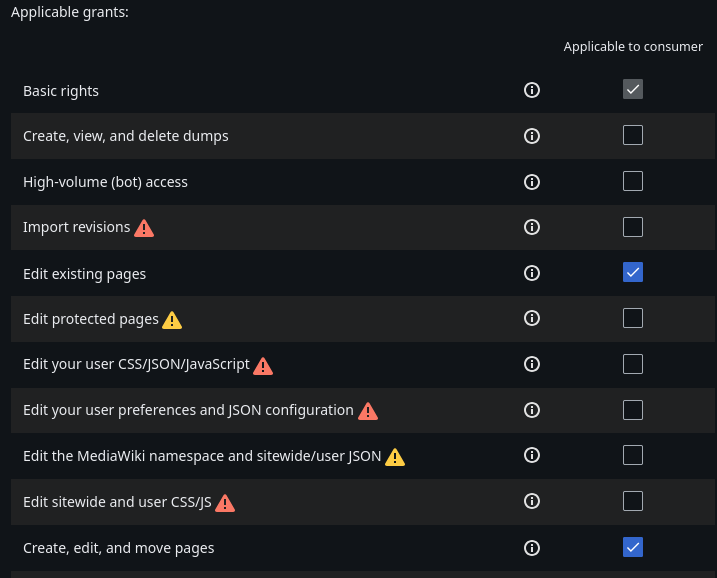 Applicable grants:
Applicable to consumer
Basic rights
Create, view, and delete dumps
High-volume (bot) access
Import revisions
Edit existing pages
Edit protected pages
Edit your user CSS/JSON/JavaScript
Edit your user preferences and JSON configuration
Edit the MediaWiki namespace and sitewide/user JSON
Edit sitewide and user CSS/JS
Create, edit, and move pages